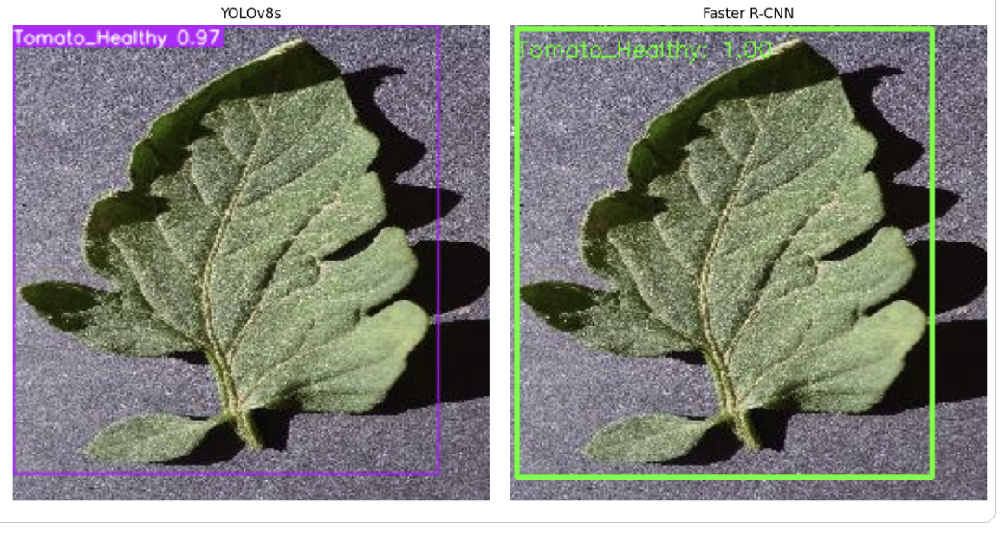 YOLOv8s
Tomato_Healthy 0.97
Faster R-CNN
Tomato_Healthy: 1.00